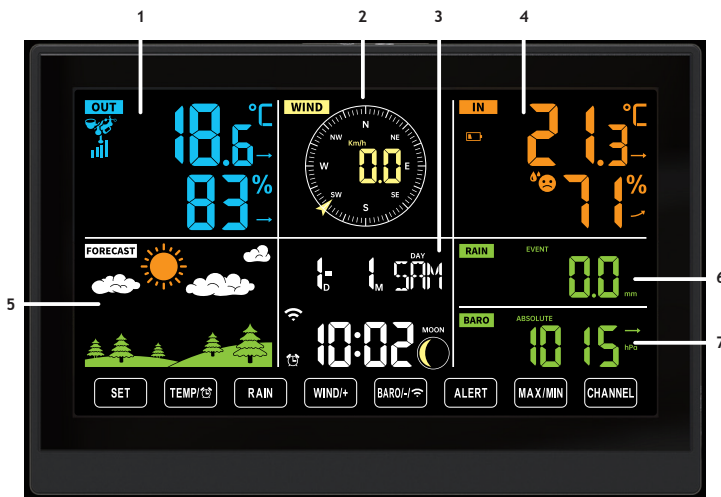 1
2
3
4
OUT
18.6 °C
83 %
WIND
N
NW
NE
Km/h
0.0
W
E
SW
SE
S
IN
21.3 °C
71 %
FORECAST
DAY
1- 1 SAM
D M
10:02
MOON
RAIN
EVENT
0.0 mm
BARO
ABSOLUTE
1015 hPa
5
6
7
SET
TEMP/
RAIN
WIND/+
BARO/-/
ALERT
MAX/MIN
CHANNEL